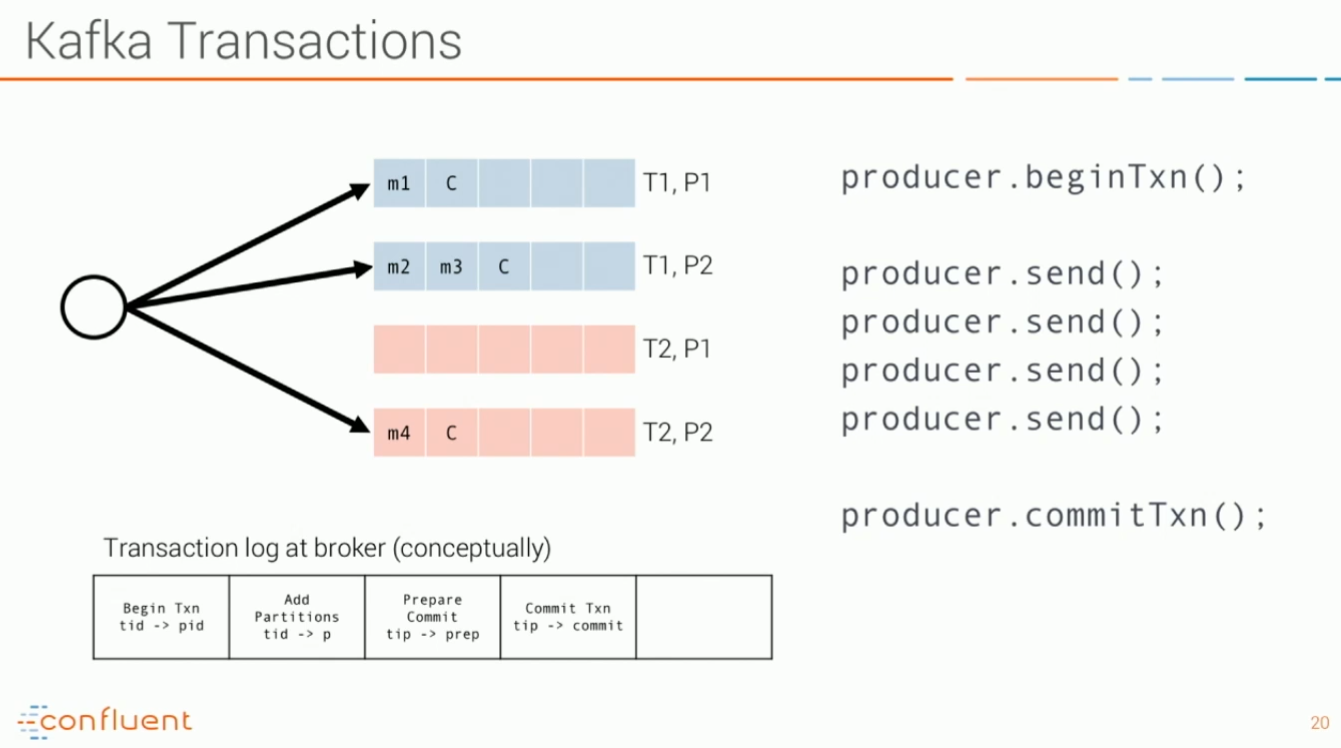 Kafka Transactions
m1 C
T1, P1
m2 m3 C
T1, P2
T2, P1
m4 C
T2, P2
producer.beginTxn();
producer.send();
producer.send();
producer.send();
producer.send();
producer.commitTxn();
Transaction log at broker (conceptually)
Begin Txn
tid -> pid
Add
Partitions
tid -> p
Prepare
Commit
tip -> prep
Commit Txn
tip -> commit
confluent
20